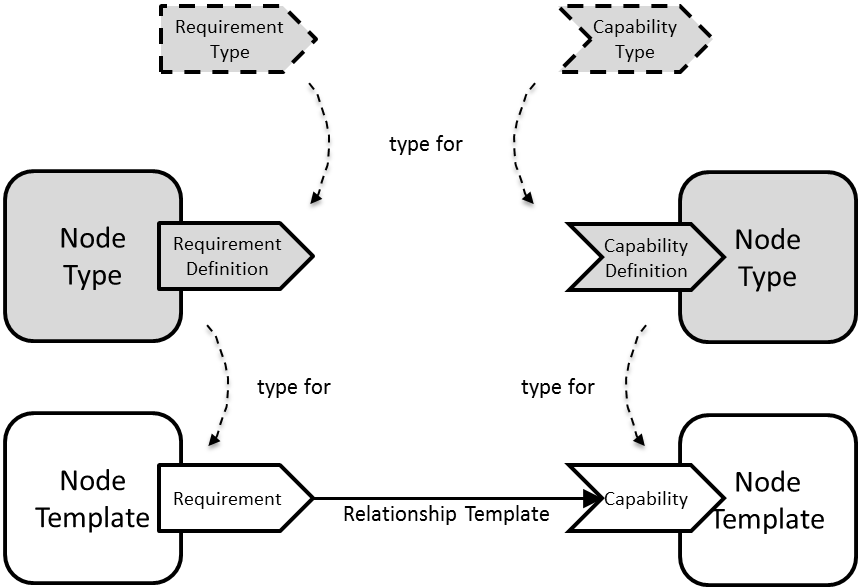 Requirement
Type
Capability
Type
type for
Node
Type
Requirement
Definition
Capability
Definition
Node
Type
type for
type for
Node
Template
Requirement
Relationship Template
Capability
Node
Template